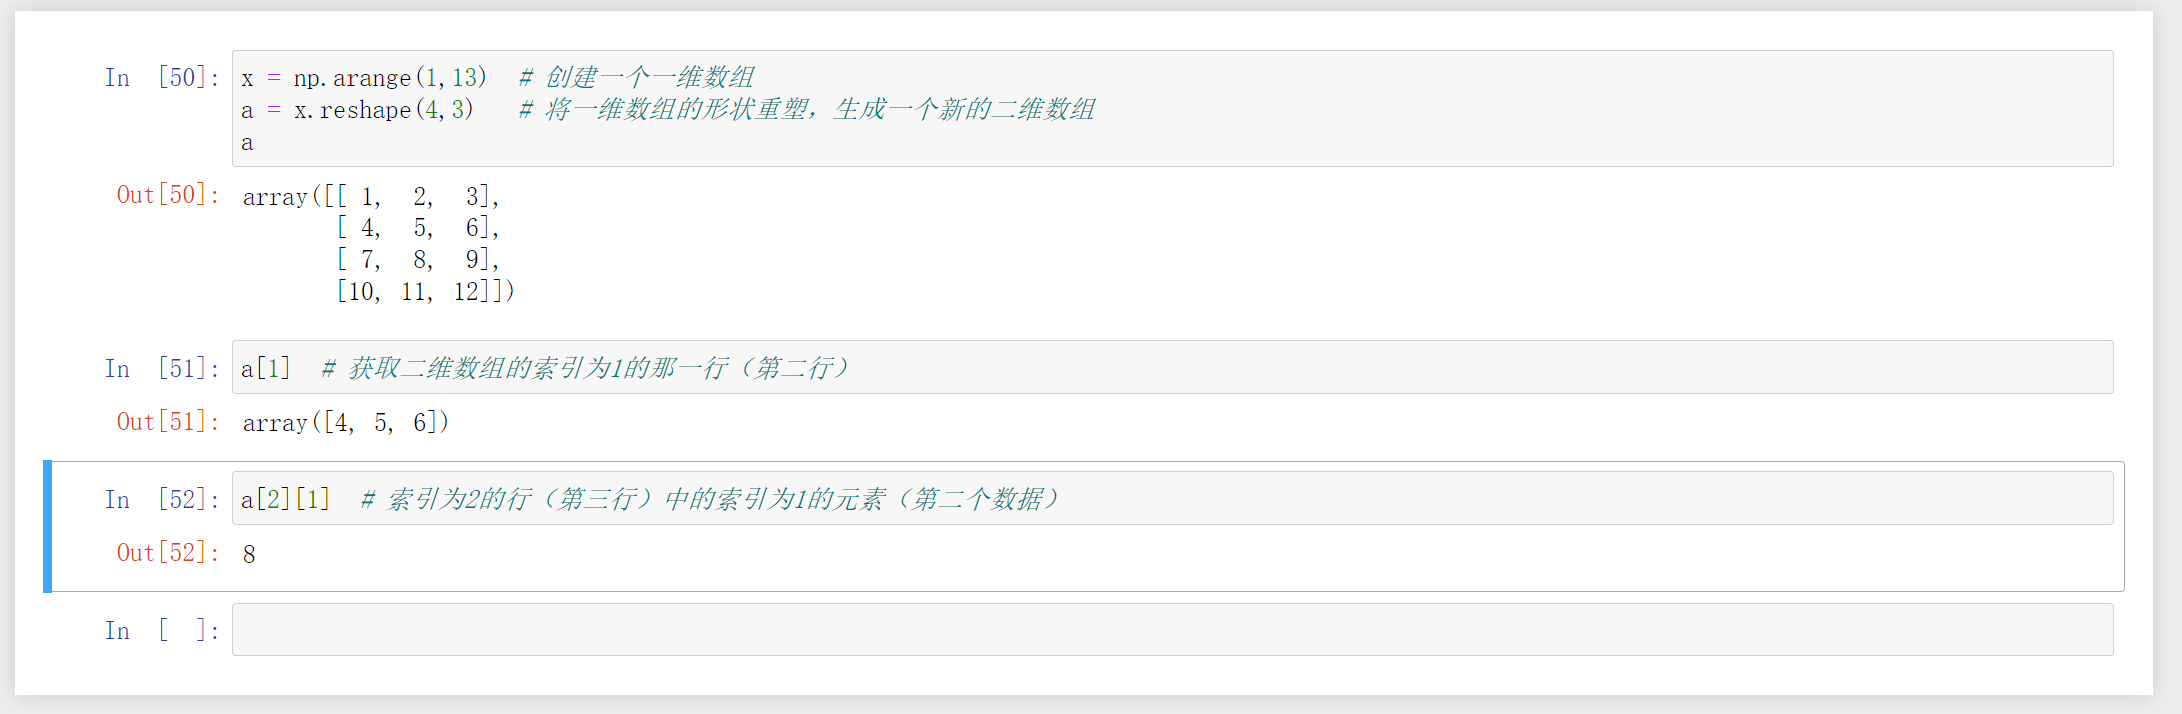 In [50]: x = np.arange(1,13)  # 创建一个一维数组
a = x.reshape(4,3)   # 将一维数组的形状重塑，生成一个新的二维数组
a
Out[50]: array([[ 1,  2,  3],
[ 4,  5,  6],
[ 7,  8,  9],
[10, 11, 12]])
In [51]: a[1]  # 获取二维数组的索引为1的那一行（第二行）
Out[51]: array([4, 5, 6])
In [52]: a[2][1]  # 索引为2的行（第三行）中的索引为1的元素（第二个数据）
Out[52]: 8
In [ ]: